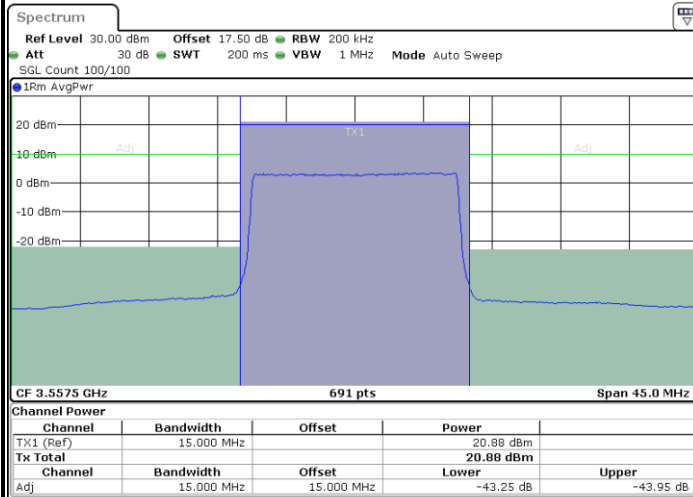 Spectrum
Ref Level 30.00 dBm Offset 17.50 dB RBW 200 kHz
Att 30 dB SWT 200 ms VBW 1 MHz Mode Auto Sweep
SGL Count 100/100
1Rm AvgPwr
20 dBm
TX1
Adj Adj
10 dBm
0 dBm
-10 dBm
-20 dBm
CF 3.5575 GHz 691 pts Span 45.0 MHz
Channel Power
Channel Bandwidth Offset Power
TX1 (Ref) 15.000 MHz 20.88 dBm
Tx Total 20.88 dBm
Channel Bandwidth Offset Lower Upper
Adj 15.000 MHz 15.000 MHz -43.25 dB -43.95 dB